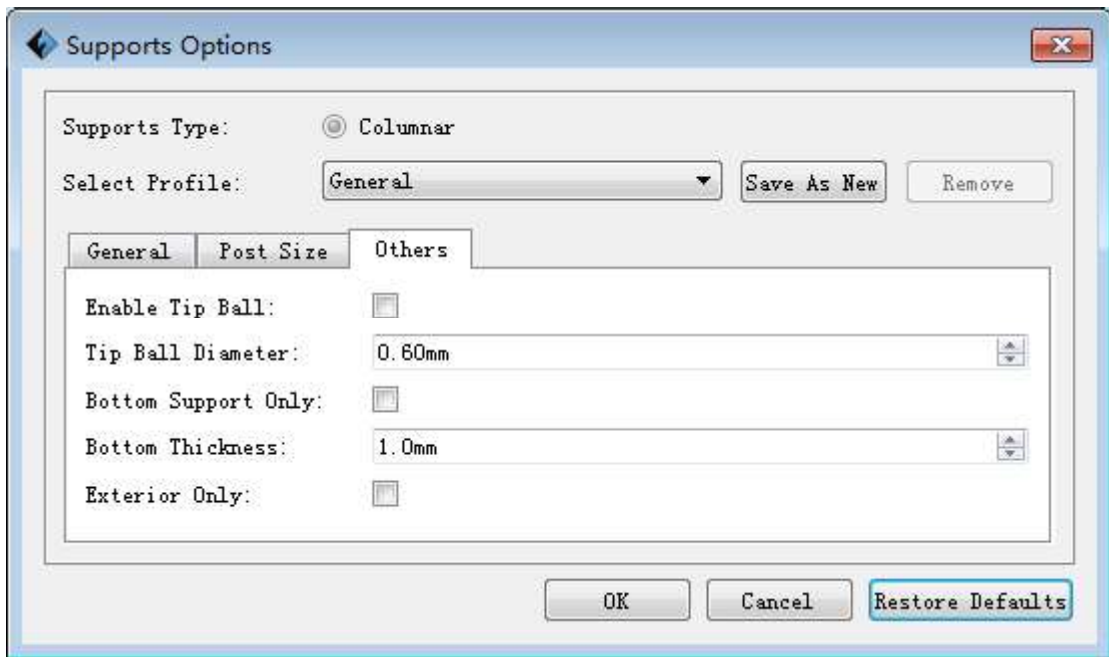 Supports Options
Supports Type: Columnar
Select Profile: General Save As New Remove
General Post Size Others
Enable Tip Ball:
Tip Ball Diameter: 0.60mm
Bottom Support Only:
Bottom Thickness: 1.0mm
Exterior Only:
OK Cancel Restore Defaults